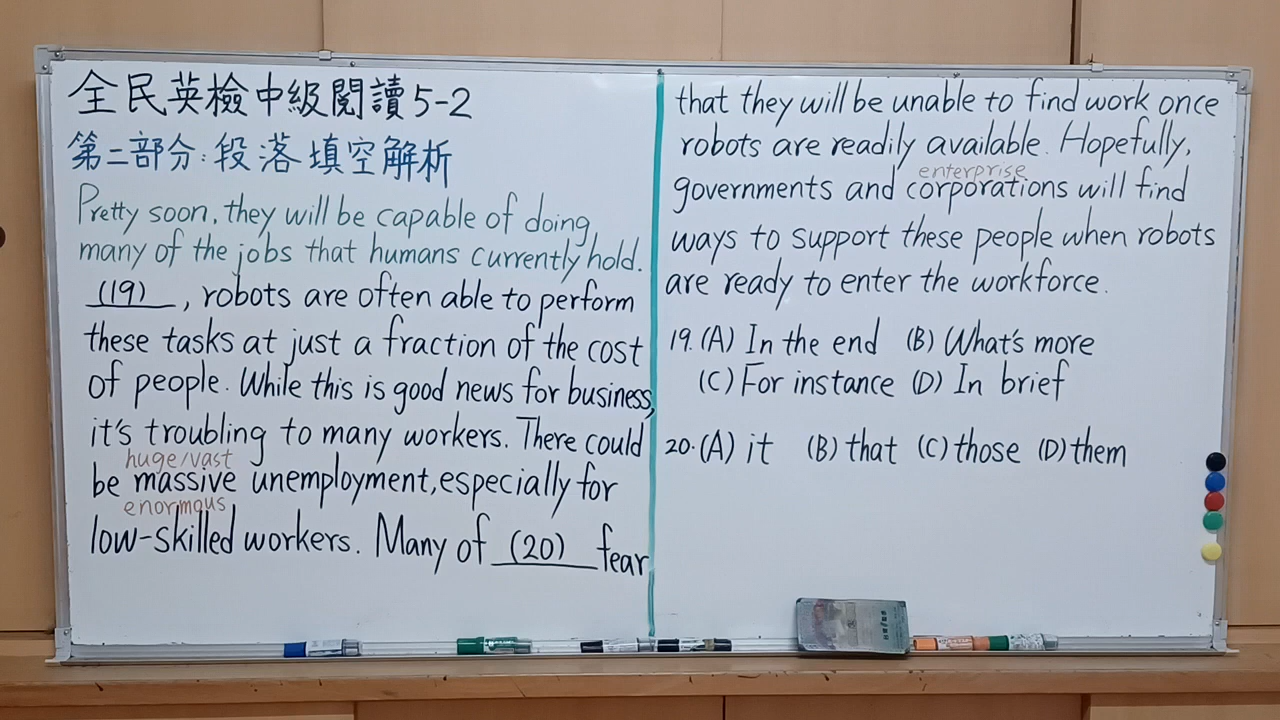 全民英檢中級閱讀5-2
第二部分:段落填空解析
Pretty soon, they will be capable of doing
many of the jobs that humans currently hold.
(19), robots are often able to perform
these tasks at just a fraction of the cost
of people. While this is good news for business,
it's troubling to many workers. There could
huge/vast
be massive unemployment, especially for
enormous
low-skilled workers. Many of (20) fear
that they will be unable to find work once
robots are readily available. Hopefully,
enterprise
governments and corporations will find
ways to support these people when robots
are ready to enter the workforce.
19. (A) In the end (B) What's more
(C) For instance (D) In brief
20. (A) it (B) that (C) those (D) them